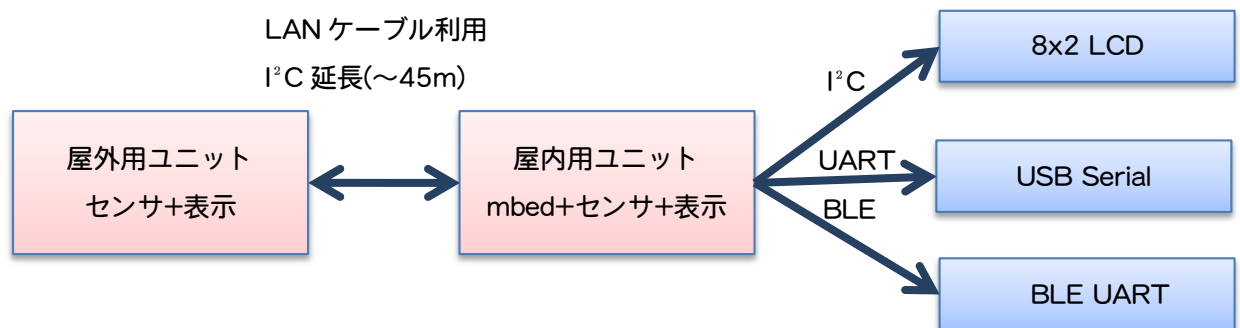 LAN ケーブル利用
I²C 延長(～45m)
屋外用ユニット
センサ+表示
屋内用ユニット
mbed+センサ+表示
I²C
UART
BLE
8x2 LCD
USB Serial
BLE UART